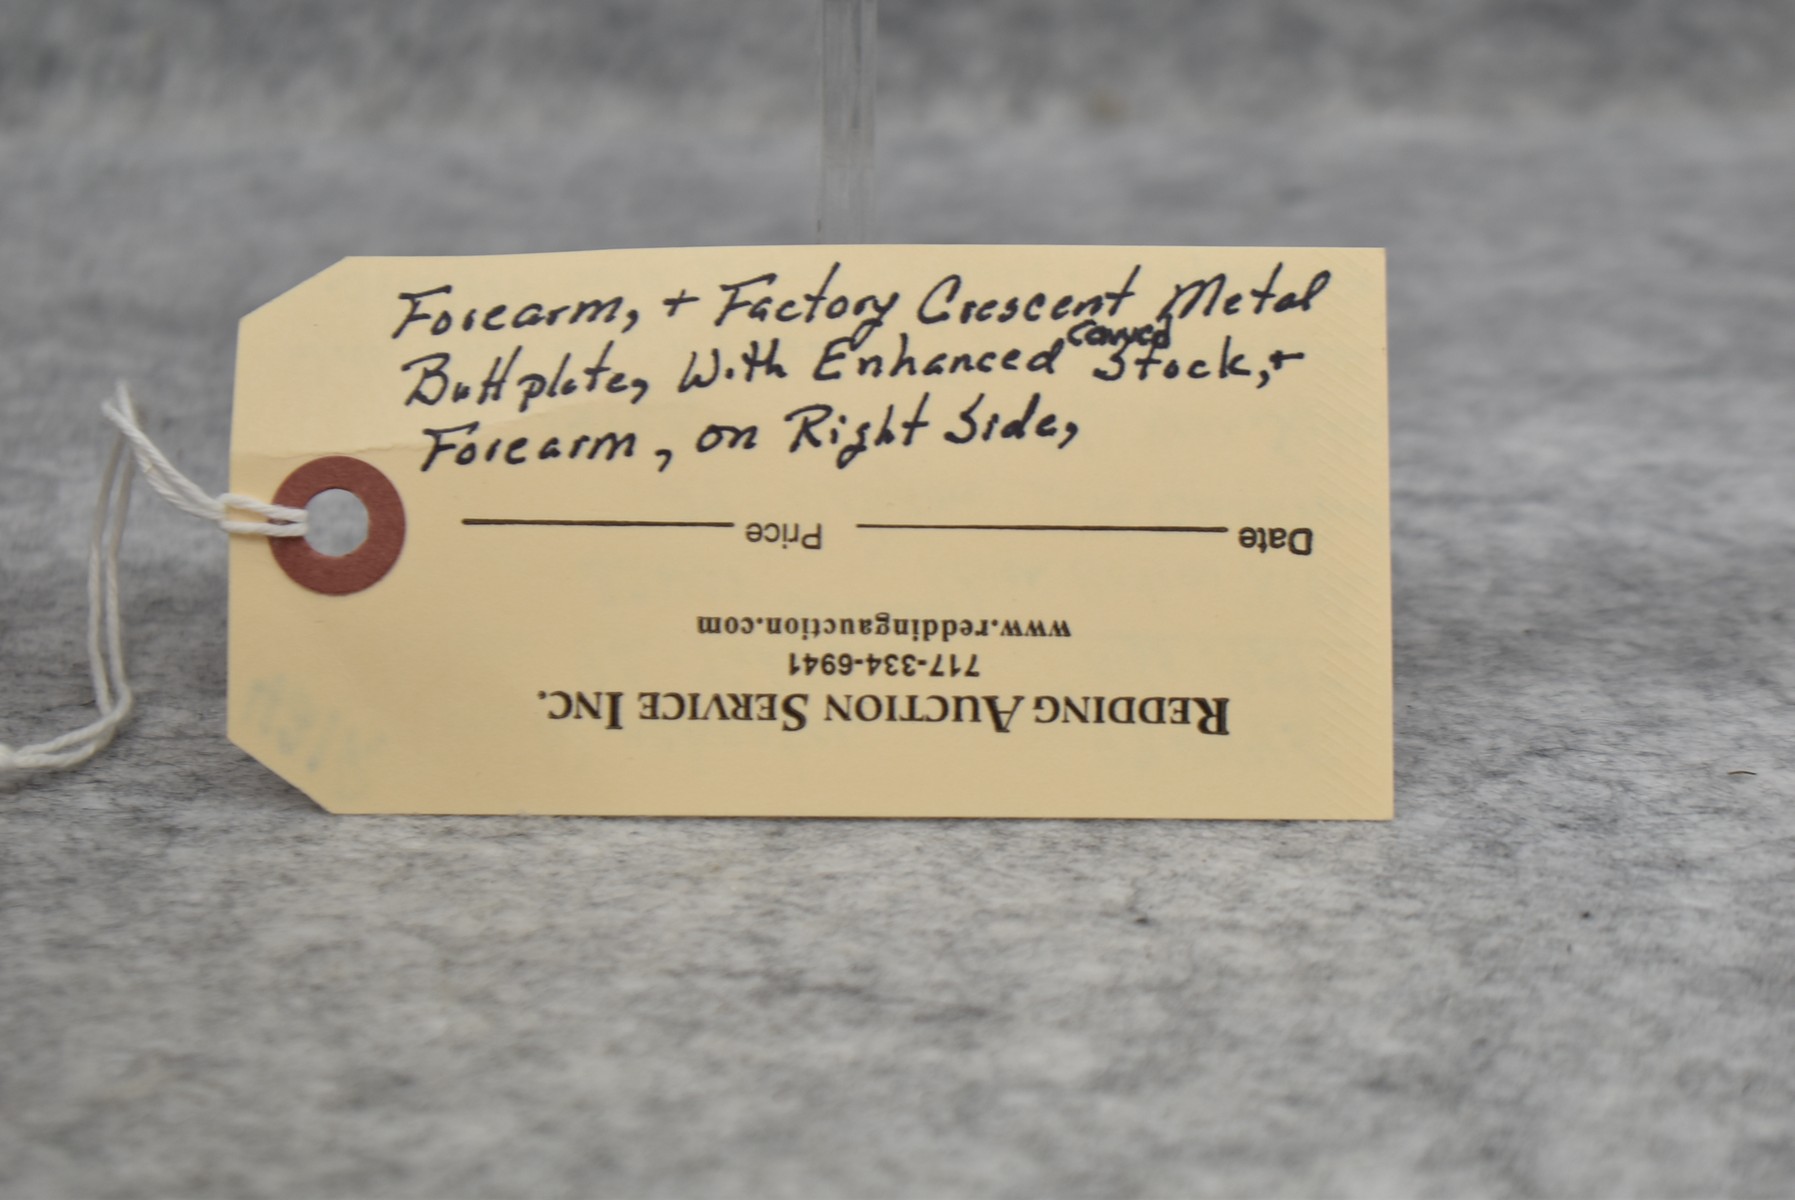 Forearm, + Factory Crescent Metal
Buttplate, With Enhanced Carved Stock, +
Forearm, on Right Side,
Date Price
www.reddingauction.com
717-334-6941
REDDING AUCTION SERVICE INC.